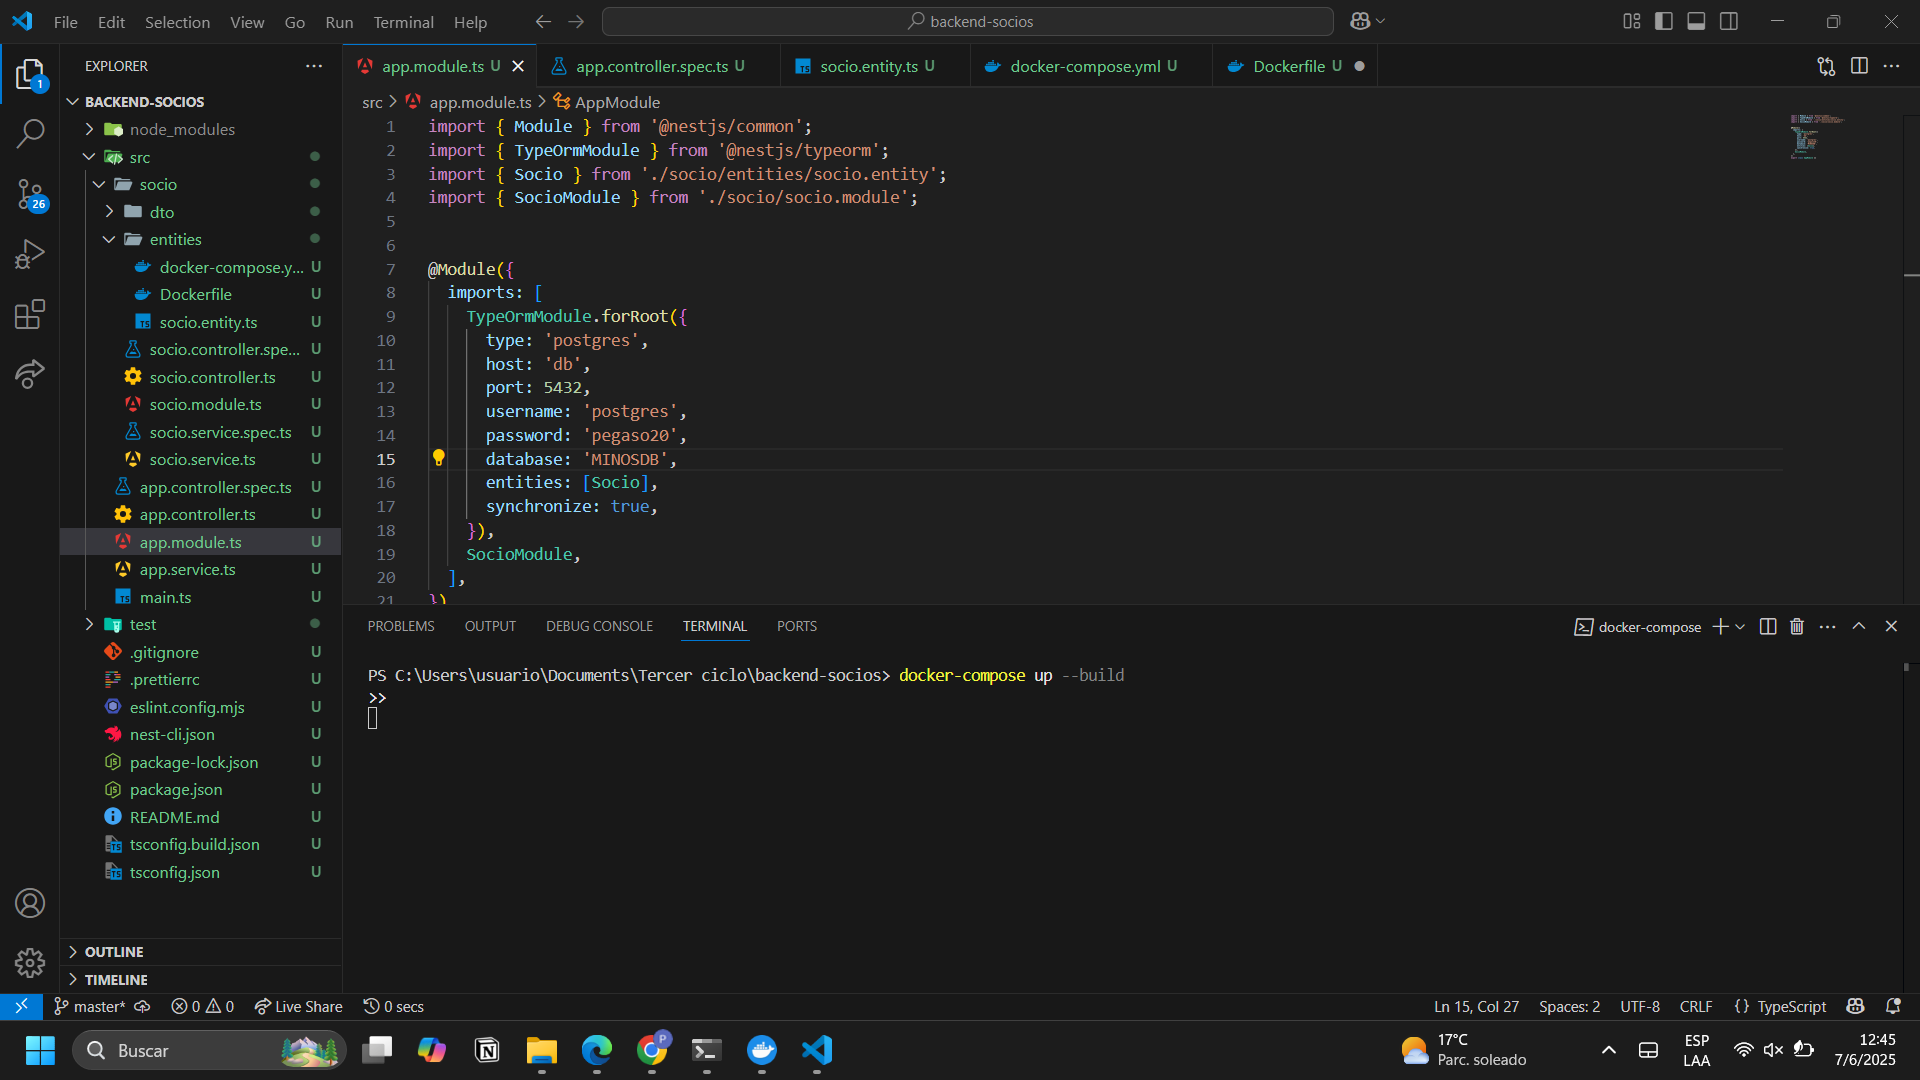 File Edit Selection View Go Run Terminal Help
backend-socios
EXPLORER
app.module.ts U
app.controller.spec.ts U
socio.entity.ts U
docker-compose.yml U
Dockerfile U
src > app.module.ts > AppModule
BACKEND-SOCIOS
node_modules
src
socio
dto
entities
docker-compose.y... U
Dockerfile U
socio.entity.ts U
socio.controller.spe... U
socio.controller.ts U
socio.module.ts U
socio.service.spec.ts U
socio.service.ts U
app.controller.spec.ts U
app.controller.ts U
app.module.ts U
app.service.ts U
main.ts U
test
.gitignore U
.prettierrc U
eslint.config.mjs U
nest-cli.json U
package-lock.json U
package.json U
README.md U
tsconfig.build.json U
tsconfig.json U
OUTLINE
TIMELINE
1
26
1 import { Module } from '@nestjs/common';
2 import { TypeOrmModule } from '@nestjs/typeorm';
3 import { Socio } from './socio/entities/socio.entity';
4 import { SocioModule } from './socio/socio.module';
5
6
7 @Module({
8 imports: [
9 TypeOrmModule.forRoot({
10 type: 'postgres',
11 host: 'db',
12 port: 5432,
13 username: 'postgres',
14 password: 'pegaso20',
15 database: 'MINOSDB',
16 entities: [Socio],
17 synchronize: true,
18 }),
19 SocioModule,
20 ],
21 })
PROBLEMS OUTPUT DEBUG CONSOLE TERMINAL PORTS
docker-compose
PS C:\Users\usuario\Documents\Tercer ciclo\backend-socios> docker-compose up --build
>>
master* 0 0 Live Share 0 secs
Ln 15, Col 27 Spaces: 2 UTF-8 CRLF {} TypeScript
Buscar
P
17°C
Parc. soleado
ESP
LAA
12:45
7/6/2025